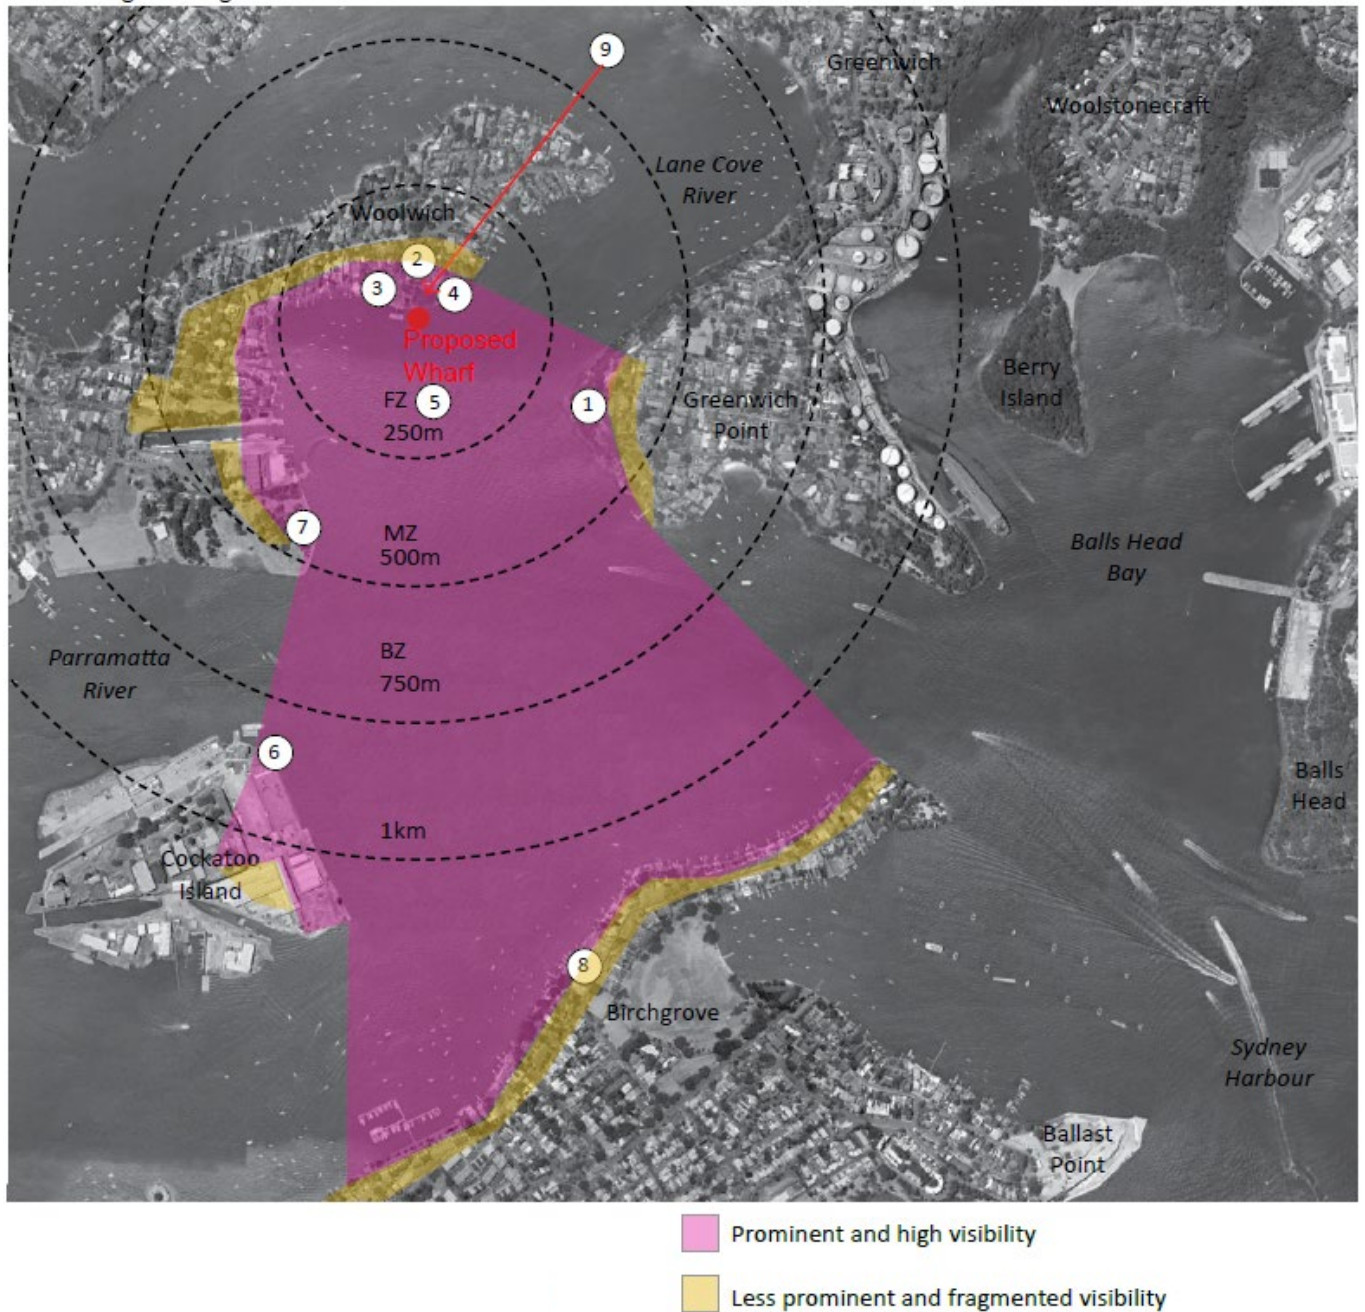 9
Greenwich
Woolstonecraft
Lane Cove
River
Woolwich
2
3
4
Proposed
Wharf
FZ
5
250m
1
Greenwich
Point
Berry
Island
7
MZ
500m
Balls Head
Bay
BZ
750m
Parramatta
River
6
Balls
Head
1km
Cockatoo
Island
8
Birchgrove
Sydney
Harbour
Ballast
Point
Prominent and high visibility
Less prominent and fragmented visibility